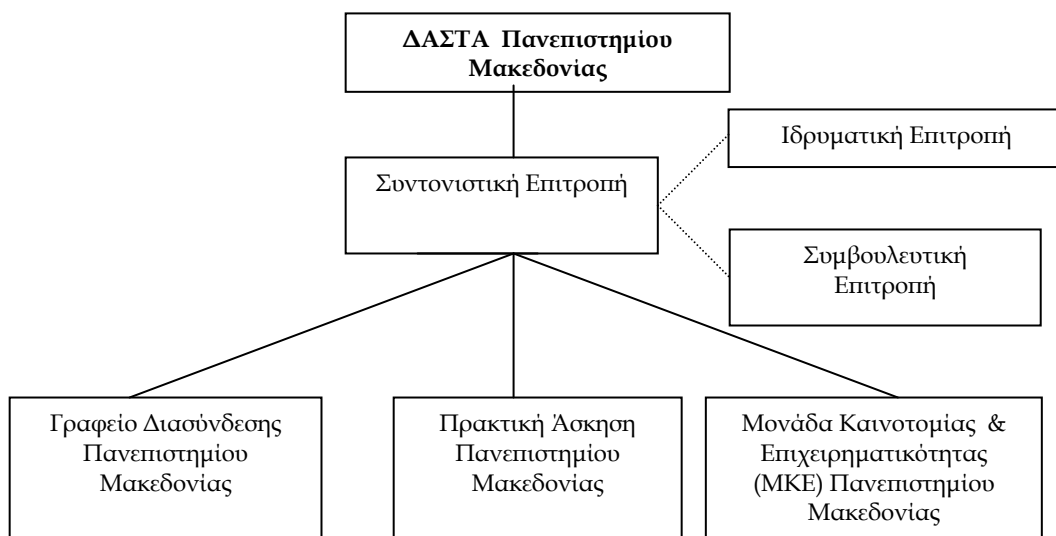 ΔΑΣΤΑ Πανεπιστημίου
Μακεδονίας
Ιδρυματική Επιτροπή
Συντονιστική Επιτροπή
Συμβουλευτική
Επιτροπή
Γραφείο Διασύνδεσης
Πανεπιστημίου
Μακεδονίας
Πρακτική Άσκηση
Πανεπιστημίου
Μακεδονίας
Μονάδα Καινοτομίας &
Επιχειρηματικότητας
(ΜΚΕ) Πανεπιστημίου
Μακεδονίας